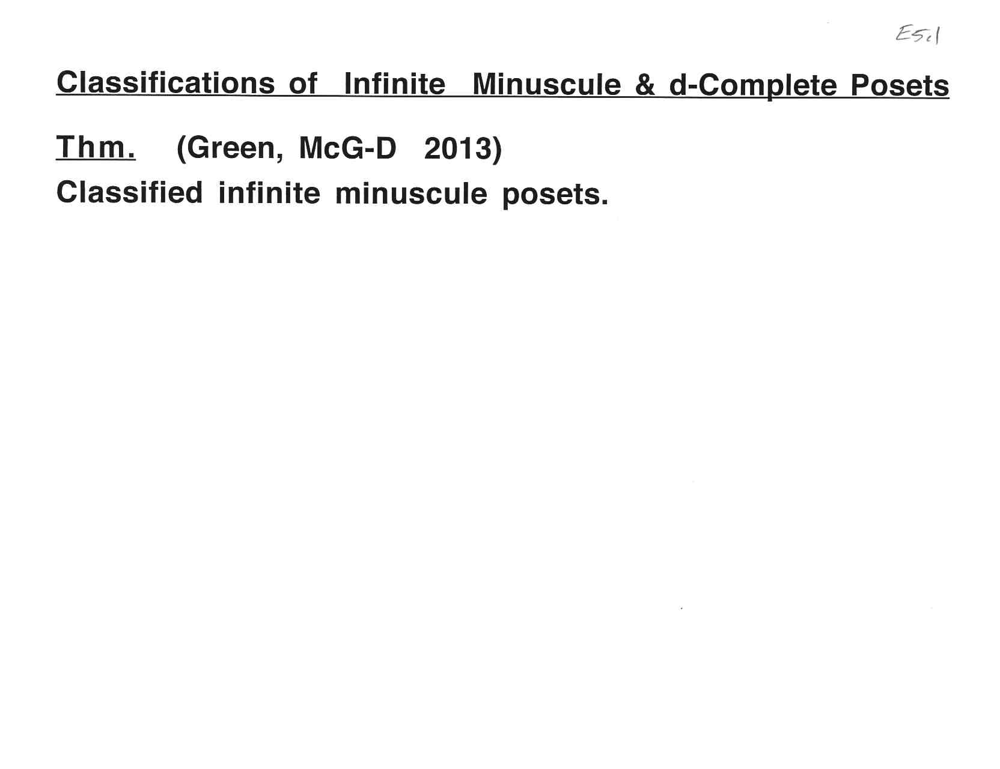 E5.1
Classifications of Infinite Minuscule & d-Complete Posets
Thm. (Green, McG-D 2013)
Classified infinite minuscule posets.